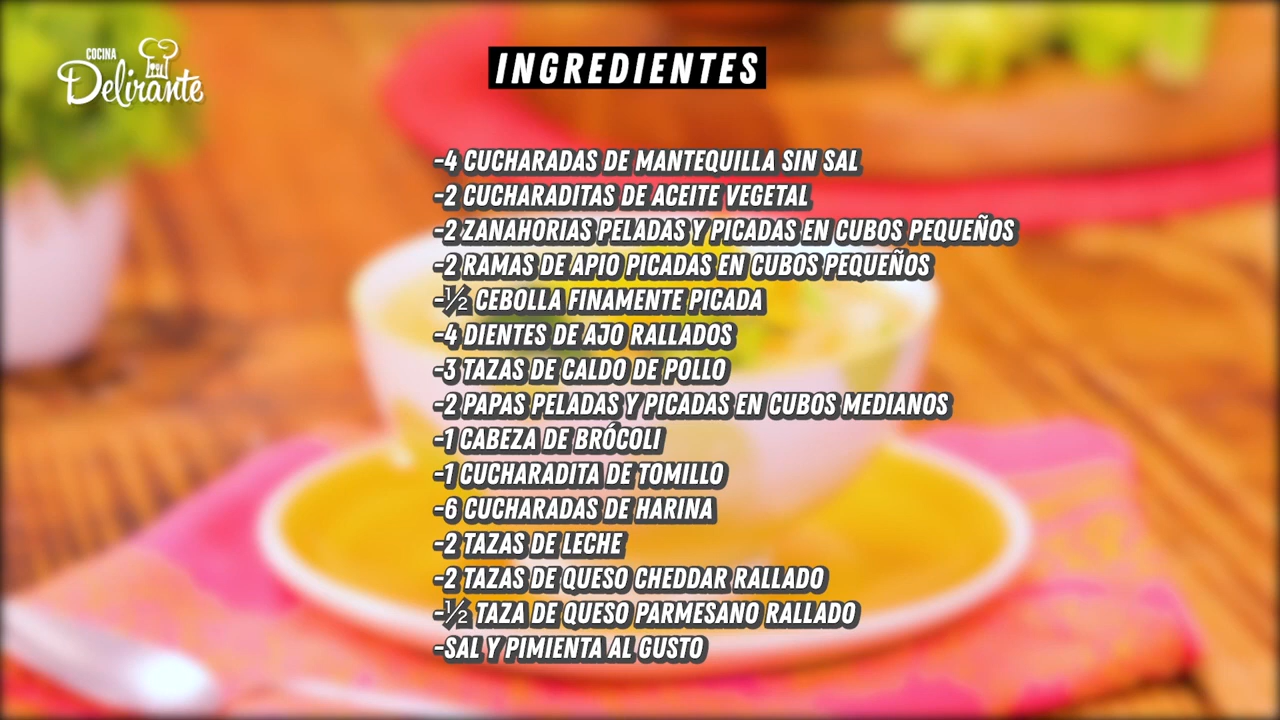 COCINA
Delirante
INGREDIENTES
-4 CUCHARADAS DE MANTEQUILLA SIN SAL
-2 CUCHARADITAS DE ACEITE VEGETAL
-2 ZANAHORIAS PELADAS Y PICADAS EN CUBOS PEQUEÑOS
-2 RAMAS DE APIO PICADAS EN CUBOS PEQUEÑOS
-½ CEBOLLA FINAMENTE PICADA
-4 DIENTES DE AJO RALLADOS
-3 TAZAS DE CALDO DE POLLO
-2 PAPAS PELADAS Y PICADAS EN CUBOS MEDIANOS
-1 CABEZA DE BRÓCOLI
-1 CUCHARADITA DE TOMILLO
-6 CUCHARADAS DE HARINA
-2 TAZAS DE LECHE
-2 TAZAS DE QUESO CHEDDAR RALLADO
-½ TAZA DE QUESO PARMESANO RALLADO
-SAL Y PIMIENTA AL GUSTO